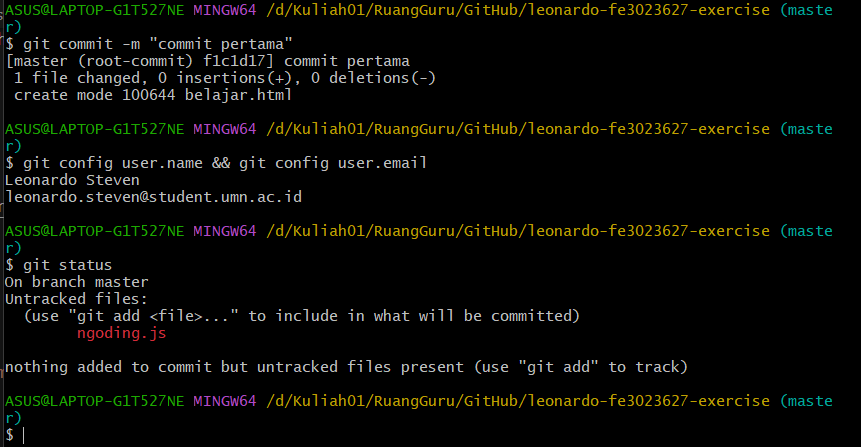 ASUS@LAPTOP-G1T527NE MINGW64 /d/Kuliah01/RuangGuru/GitHub/leonardo-fe3023627-exercise (maste
r)
$ git commit -m "commit pertama"
[master (root-commit) f1c1d17] commit pertama
 1 file changed, 0 insertions(+), 0 deletions(-)
 create mode 100644 belajar.html

ASUS@LAPTOP-G1T527NE MINGW64 /d/Kuliah01/RuangGuru/GitHub/leonardo-fe3023627-exercise (maste
r)
$ git config user.name && git config user.email
Leonardo Steven
leonardo.steven@student.umn.ac.id

ASUS@LAPTOP-G1T527NE MINGW64 /d/Kuliah01/RuangGuru/GitHub/leonardo-fe3023627-exercise (maste
r)
$ git status
On branch master
Untracked files:
  (use "git add <file>..." to include in what will be committed)
        ngoding.js

nothing added to commit but untracked files present (use "git add" to track)

ASUS@LAPTOP-G1T527NE MINGW64 /d/Kuliah01/RuangGuru/GitHub/leonardo-fe3023627-exercise (maste
r)
$